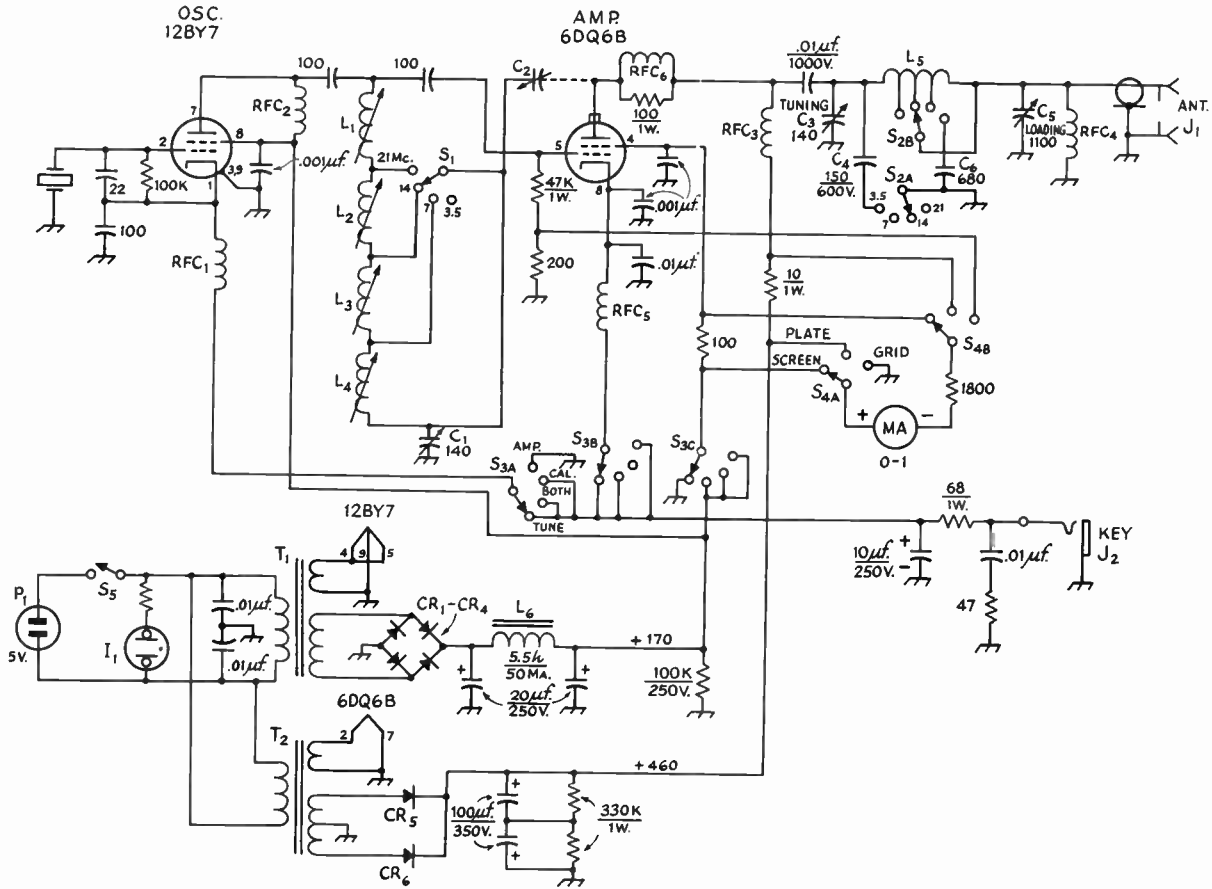 OSC.
12BY7
AMP.
6DQ6B
100
100
C2
RFC6
100
1W.
.01µf.
1000V.
L5
RFC2
7
8
2
3,9
1
.001µf.
L1
5
4
8
TUNING
C3
140
RFC3
S2B
C5
LOADING
1100
RFC4
ANT.
J1
22
100K
100
21Mc.
S1
14
7
3.5
L2
47K
1W.
.001µf.
C4
150
600V.
S2A
C6
680
3.5
7
14
21
RFC1
L3
200
.01µf.
RFC5
10
1W.
L4
100
PLATE
SCREEN
GRID
S4B
S4A
1800
+
MA
-
0-1
C1
140
S3A
AMP.
CAL.
BOTH
TUNE
S3B
S3C
68
1W.
KEY
J2
10µf.
250V.
+
-
.01µf.
47
12BY7
4
9
5
T1
P1
5V.
S5
I1
.01µf.
.01µf.
CR1-CR4
L6
5.5h
50MA.
+170
+
+
20µf.
250V.
100K
250V.
6DQ6B
2
7
T2
+460
CR5
CR6
+
+
100µf.
350V.
330K
1W.